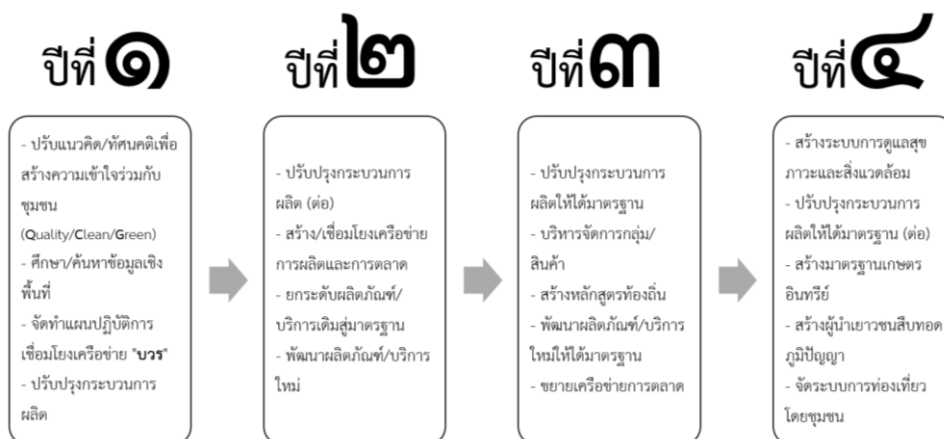 ปีที่ ๑
- ปรับแนวคิด/ทัศนคติเพื่อ
สร้างความเข้าใจร่วมกับ
ชุมชน
(Quality/Clean/Green)
- ศึกษา/ค้นหาข้อมูลเชิง
พื้นที่
- จัดทำแผนปฏิบัติการ
เชื่อมโยงเครือข่าย "บวร"
- ปรับปรุงกระบวนการ
ผลิต
ปีที่ ๒
- ปรับปรุงกระบวนการ
ผลิต (ต่อ)
- สร้าง/เชื่อมโยงเครือข่าย
การผลิตและการตลาด
- ยกระดับผลิตภัณฑ์/
บริการเดิมสู่มาตรฐาน
- พัฒนาผลิตภัณฑ์/บริการ
ใหม่
ปีที่ ๓
- ปรับปรุงกระบวนการ
ผลิตให้ได้มาตรฐาน
- บริหารจัดการกลุ่ม/
สินค้า
- สร้างหลักสูตรท้องถิ่น
- พัฒนาผลิตภัณฑ์/บริการ
ใหม่ให้ได้มาตรฐาน
- ขยายเครือข่ายการตลาด
ปีที่ ๔
- สร้างระบบการดูแลสุข
ภาวะและสิ่งแวดล้อม
- ปรับปรุงกระบวนการ
ผลิตให้ได้มาตรฐาน (ต่อ)
- สร้างมาตรฐานเกษตร
อินทรีย์
- สร้างผู้นำเยาวชนสืบทอด
ภูมิปัญญา
- จัดระบบการท่องเที่ยว
โดยชุมชน